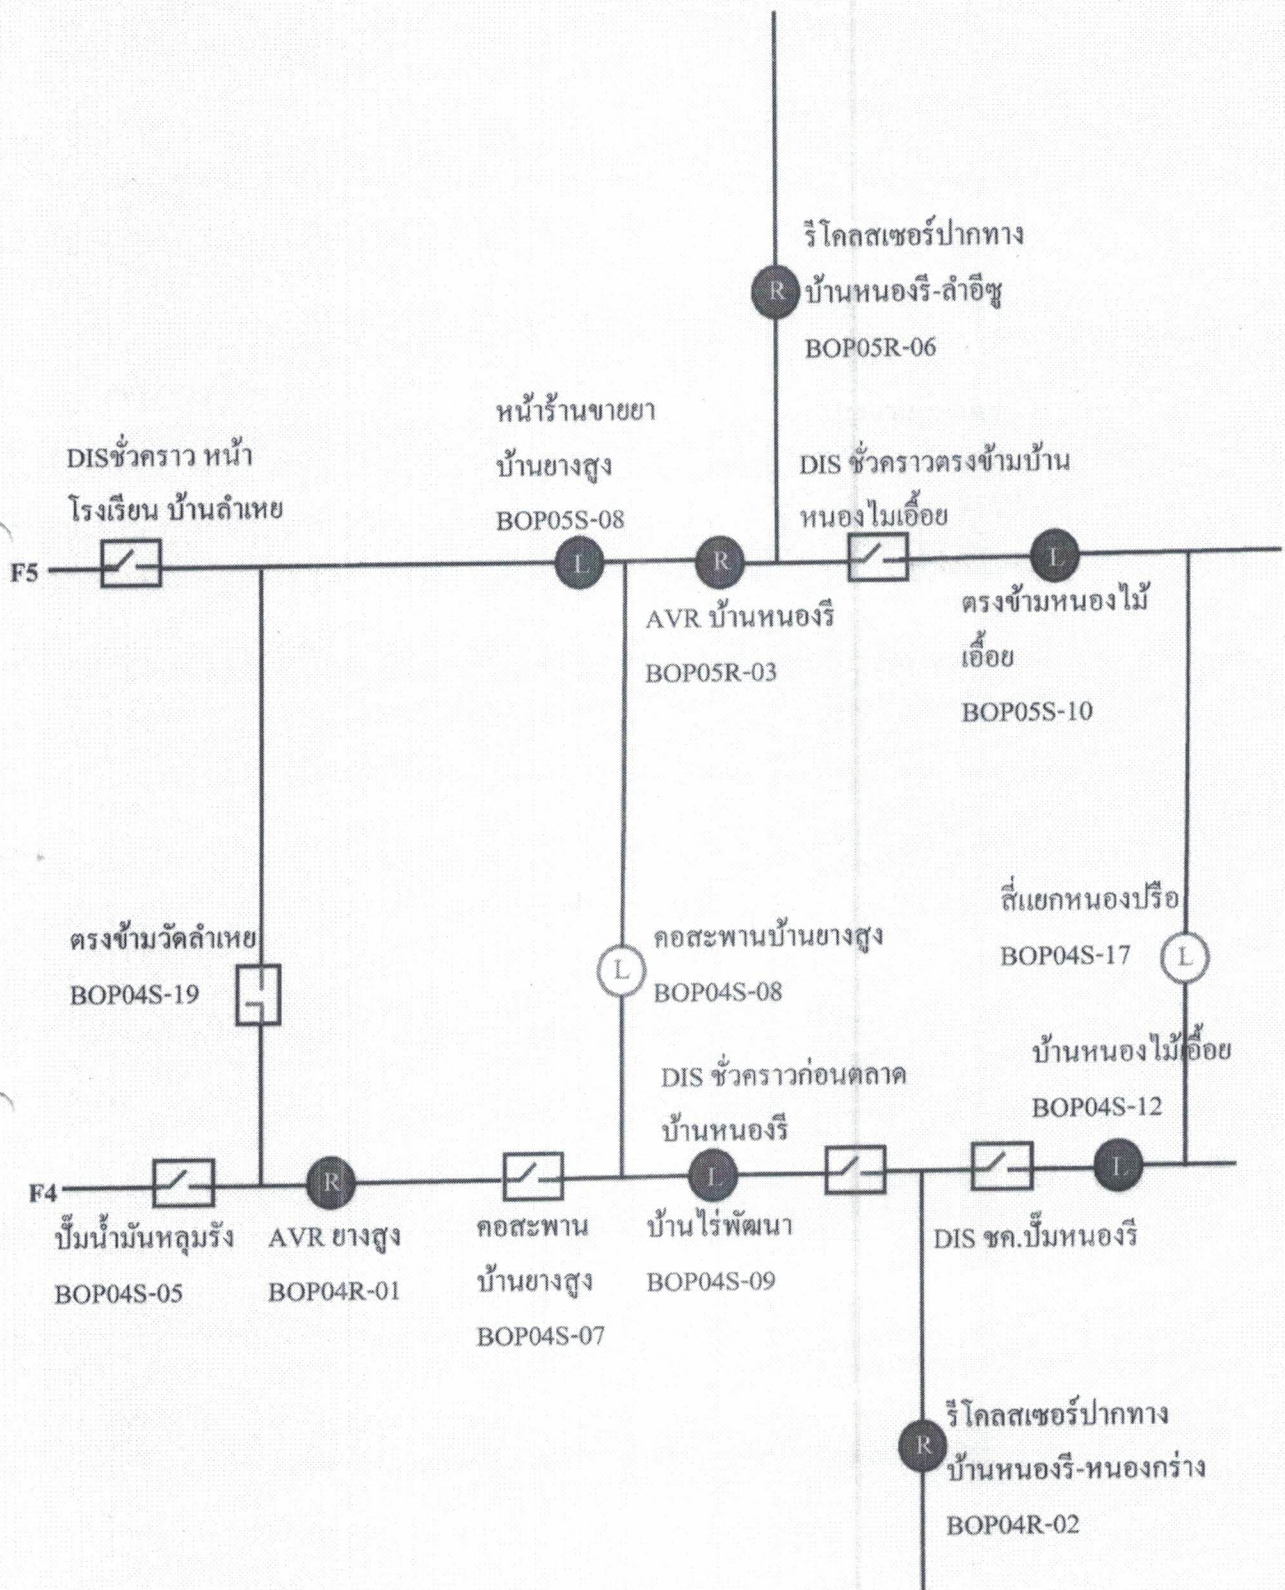 รีโคลสเซอร์ปากทาง
R
บ้านหนองรี-ลำอีซู
BOP05R-06
หน้าร้านขายยา
บ้านยางสูง
BOP05S-08
DISชั่วคราว หน้า
โรงเรียน บ้านลำเหย
DIS ชั่วคราวตรงข้ามบ้าน
หนองไมเอื้อย
F5
L
R
L
AVR บ้านหนองรี
BOP05R-03
ตรงข้ามหนองไม้
เอื้อย
BOP05S-10
ตรงข้ามวัดลำเหย
BOP04S-19
คอสะพานบ้านยางสูง
L
BOP04S-08
สี่แยกหนองปรือ
BOP04S-17
L
DIS ชั่วคราวก่อนตลาด
บ้านหนองรี
บ้านหนองไม้เอื้อย
BOP04S-12
F4
R
L
L
ปั๊มน้ำมันหลุมรัง
BOP04S-05
AVR ยางสูง
BOP04R-01
คอสะพาน
บ้านยางสูง
BOP04S-07
บ้านไร่พัฒนา
BOP04S-09
DIS ชค.ปั๊มหนองรี
รีโคลสเซอร์ปากทาง
R
บ้านหนองรี-หนองกร่าง
BOP04R-02